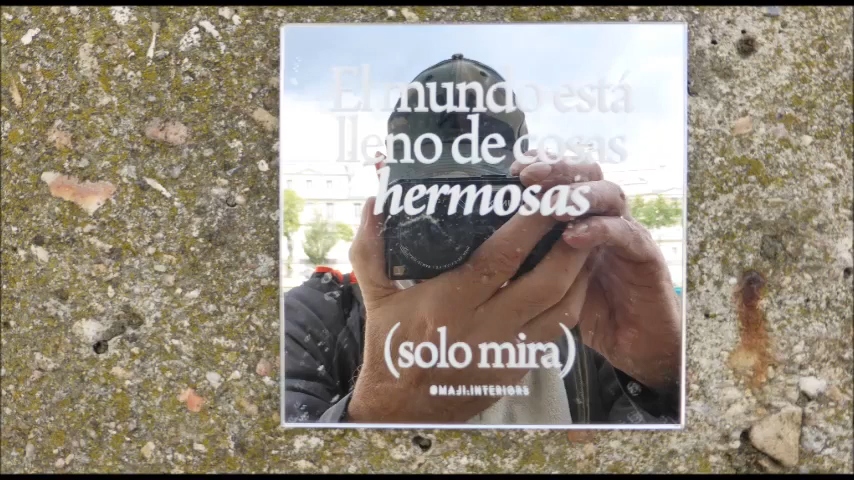 El mundo está
lleno de cosas
hermosas
(solo mira)
@MAJI.INTERIORS